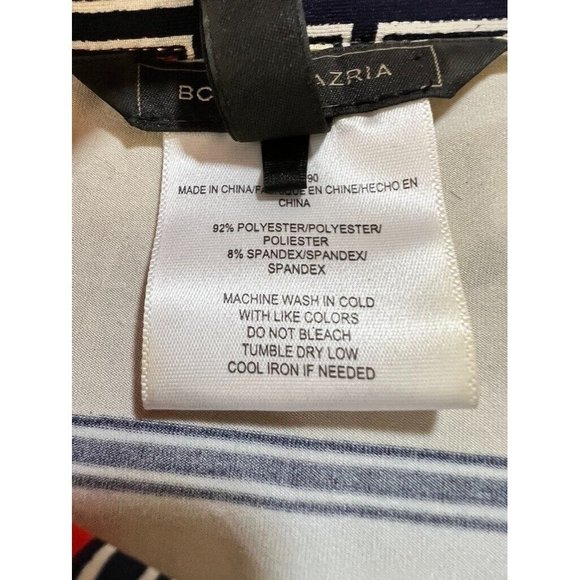 BC AZRIA
90
MADE IN CHINA/FA QUE EN CHINE/HECHO EN
CHINA
92% POLYESTER/POLYESTER/
POLIESTER
8% SPANDEX/SPANDEX/
SPANDEX
MACHINE WASH IN COLD
WITH LIKE COLORS
DO NOT BLEACH
TUMBLE DRY LOW
COOL IRON IF NEEDED